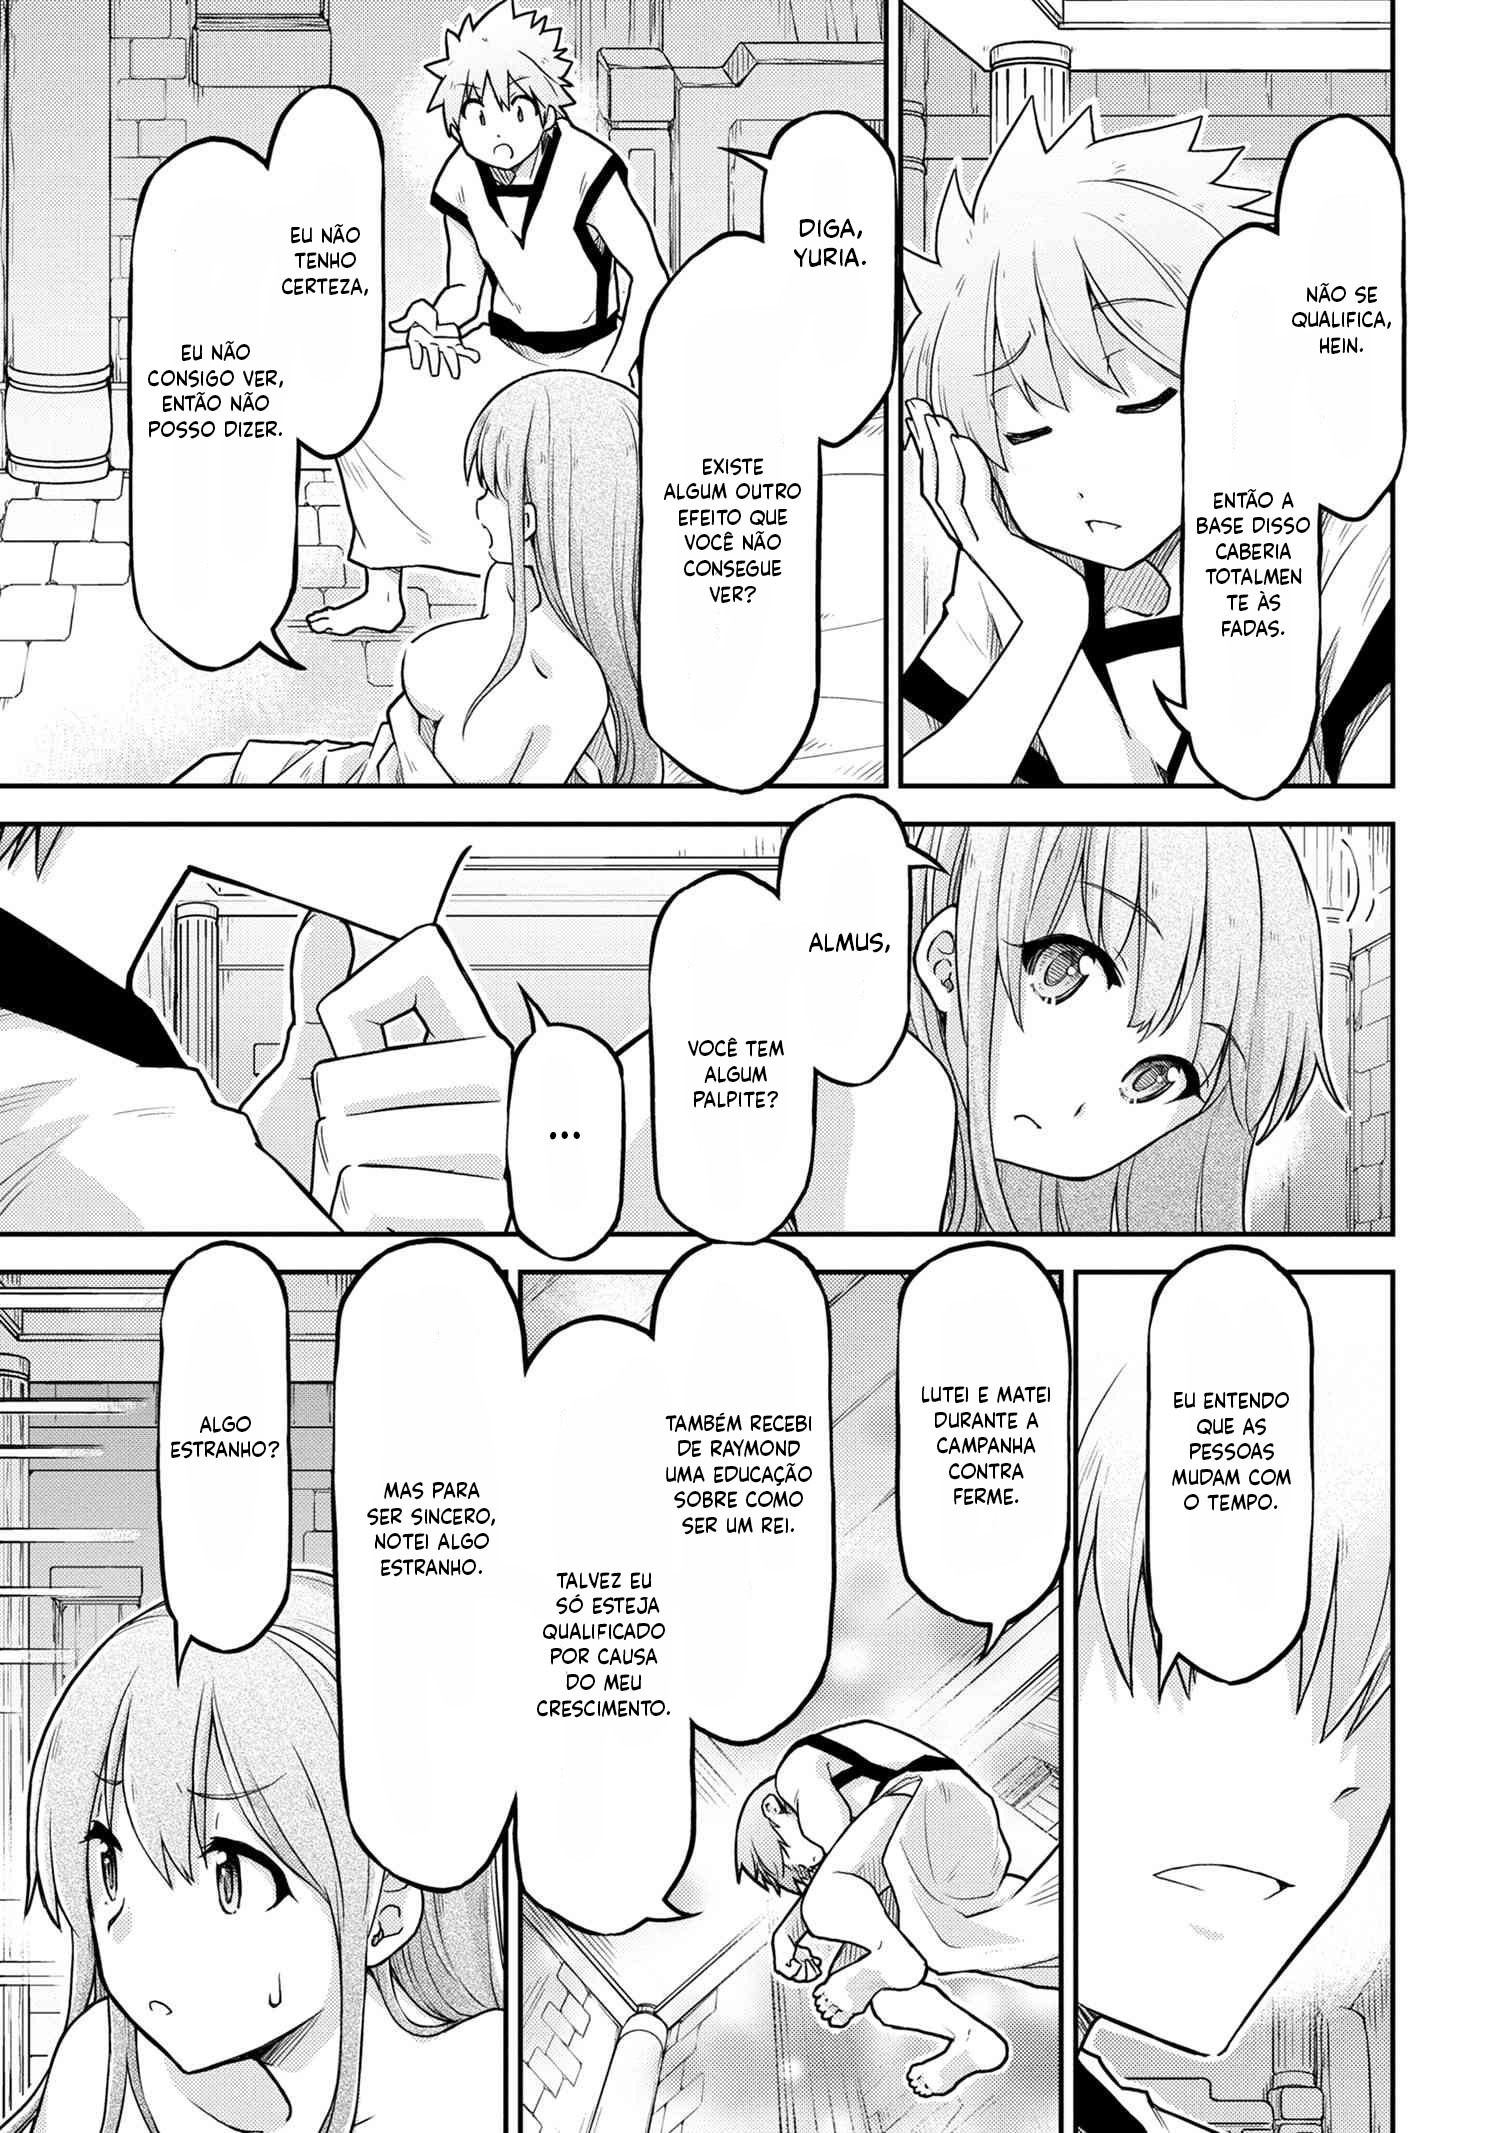 NÃO SE
QUALIFICA,
HEIN.
ENTÃO A
BASE DISSO
CABERIA
TOTALMEN
TE ÀS
FADAS.
DIGA,
YURIA.
EXISTE
ALGUM OUTRO
EFEITO QUE
VOCÊ NÃO
CONSEGUE
VER?
EU NÃO
TENHO
CERTEZA,
EU NÃO
CONSIGO VER,
ENTÃO NÃO
POSSO DIZER.
ALMUS,
VOCÊ TEM
ALGUM
PALPITE?
...
EU ENTENDO
QUE AS
PESSOAS
MUDAM COM
O TEMPO.
LUTEI E MATEI
DURANTE A
CAMPANHA
CONTRA
FERME.
TAMBÉM RECEBI
DE RAYMOND
UMA EDUCAÇÃO
SOBRE COMO
SER UM REI.
TALVEZ EU
SÓ ESTEJA
QUALIFICADO
POR CAUSA
DO MEU
CRESCIMENTO.
MAS PARA
SER SINCERO,
NOTEI ALGO
ESTRANHO.
ALGO
ESTRANHO?